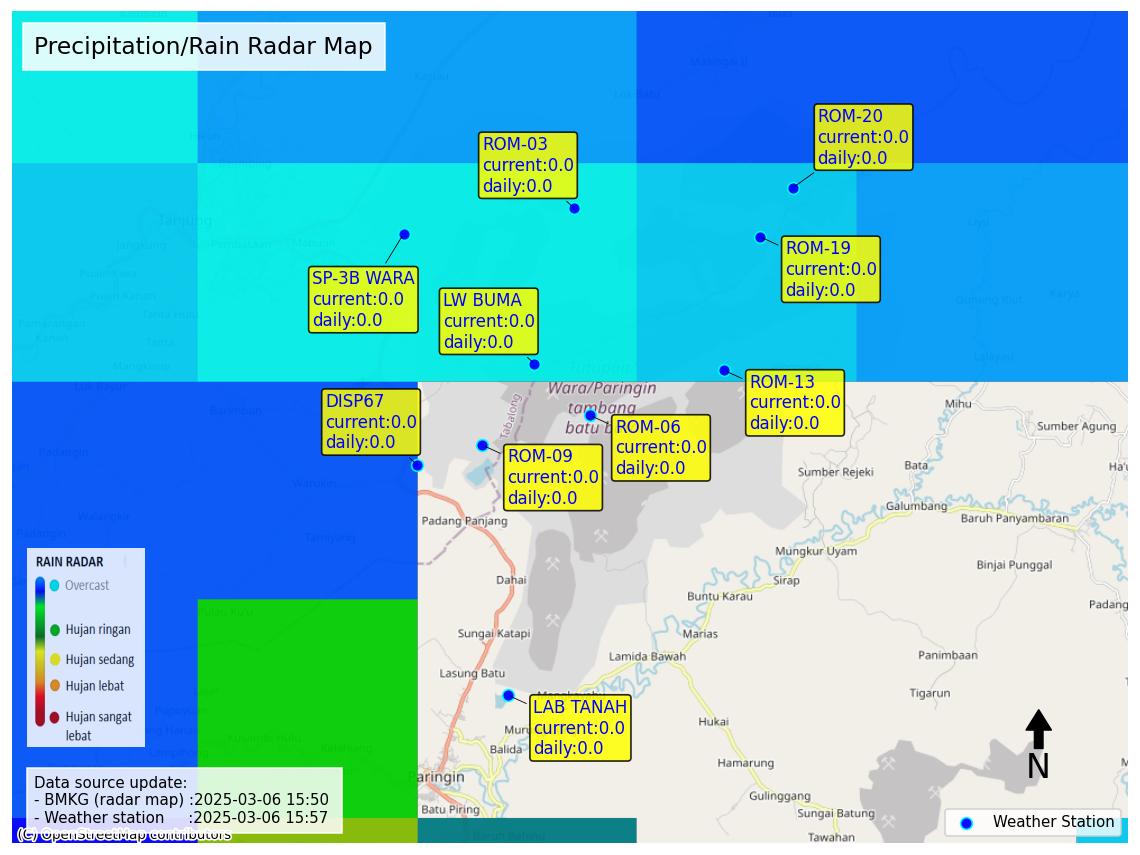 Precipitation/Rain Radar Map
ROM-20
current:0.0
daily:0.0
ROM-03
current:0.0
daily:0.0
ROM-19
current:0.0
daily:0.0
SP-3B WARA
current:0.0
daily:0.0
LW BUMA
current:0.0
daily:0.0
Tanjung
Wara/Paringin
tambang
batu b
Tabalong
ROM-13
current:0.0
daily:0.0
DISP67
current:0.0
daily:0.0
ROM-06
current:0.0
daily:0.0
ROM-09
current:0.0
daily:0.0
Mihu
Sumber Agung
Bata
Sumber Rejeki
Galumbang
Baruh Panyambaran
Padang Panjang
Mungkur Uyam
Binjai Punggal
Sirap
Dahai
Buntu Karau
Padang
Marias
Sungai Katapi
Lamida Bawah
Panimbaan
Lasung Batu
Tigarun
LAB TANAH
current:0.0
daily:0.0
Hukai
Balida
Hamarung
Paringin
Batu Piring
Gulinggang
Sungai Batung
Tawahan
RAIN RADAR
Overcast
Hujan ringan
Hujan sedang
Hujan lebat
Hujan sangat
lebat
Data source update:
- BMKG (radar map) :2025-03-06 15:50
- Weather station :2025-03-06 15:57
(C) OpenStreetMap contributors
N
Weather Station